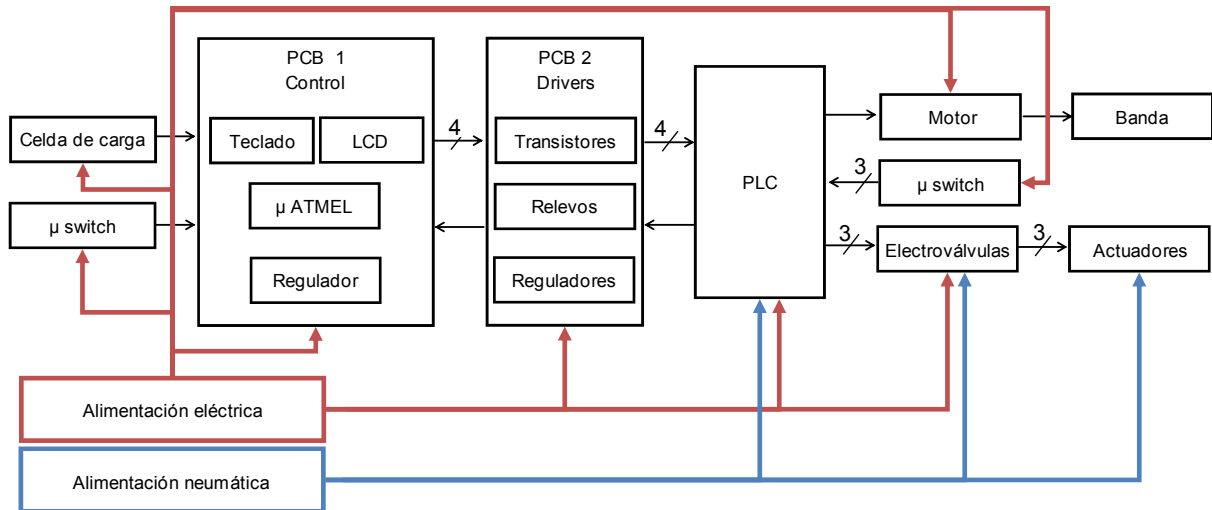 PCB 1
Control
PCB 2
Drivers
Celda de carga
Teclado
LCD
4
Transistores
4
PLC
Motor
Banda
µ switch
µ ATMEL
Relevos
3
µ switch
Regulador
Reguladores
3
Electroválvulas
3
Actuadores
Alimentación eléctrica
Alimentación neumática